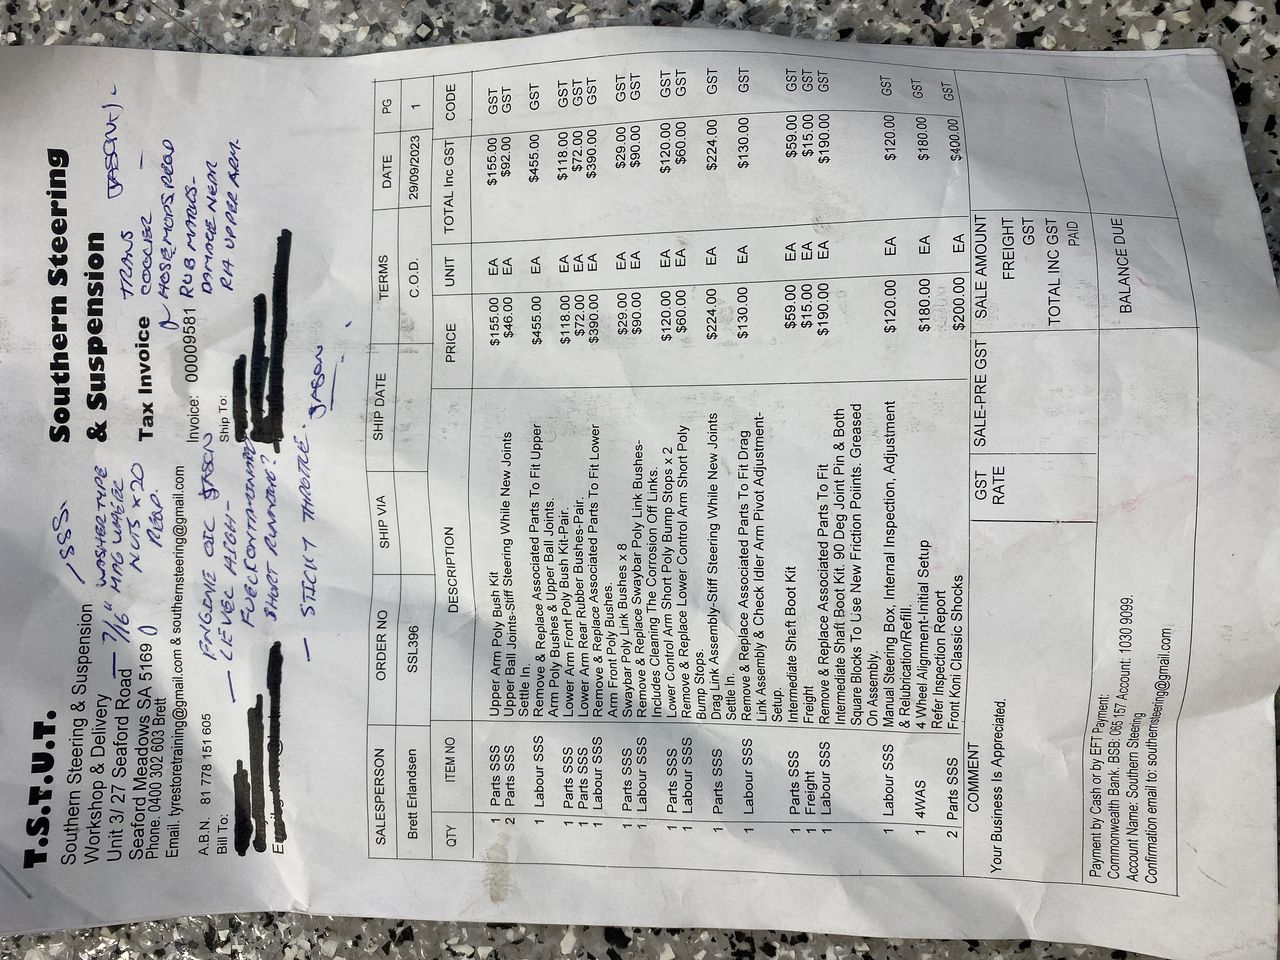 T.S.T.U.T.
Southern Steering & Suspension
Workshop & Delivery
Unit 3/ 27 Seaford Road
Seaford Meadows SA 5169
Phone. 0400 302 603 Brett
Email. tyrestoretraining@gmail.com & southernsteering@gmail.com
A.B.N. 81 778 151 605
Bill To:
SSS
7/16" WASHER TYPE
MAG WHEEL
NUTS x 20
REQ.
Southern Steering
& Suspension
Tax Invoice
Invoice: 00009581
Ship To:
TRANS JASON
COOLER
HOSE MOPS READ
RUB MARKS -
DAMAGE NEAR
R/H UPPER ARM.
ENGINE OIL JASON
— LEVEL HIGH -
FUEL CONTAMINANT
SHORT RUNNING?
— STICKY THROTTLE. JASON
SALESPERSON ORDER NO SHIP VIA SHIP DATE TERMS DATE PG
Brett Erlandsen SSL396 C.O.D. 29/09/2023 1
QTY ITEM NO DESCRIPTION PRICE UNIT TOTAL Inc GST CODE
1 Parts SSS Upper Arm Poly Bush Kit $155.00 EA $155.00 GST
2 Parts SSS Upper Ball Joints-Stiff Steering While New Joints $46.00 EA $92.00 GST
Settle In.
1 Labour SSS Remove & Replace Associated Parts To Fit Upper $455.00 EA $455.00 GST
Arm Poly Bushes & Upper Ball Joints.
1 Parts SSS Lower Arm Front Poly Bush Kit-Pair. $118.00 EA $118.00 GST
1 Parts SSS Lower Arm Rear Rubber Bushes-Pair. $72.00 EA $72.00 GST
1 Labour SSS Remove & Replace Associated Parts To Fit Lower $390.00 EA $390.00 GST
Arm Front Poly Bushes.
1 Parts SSS Swaybar Poly Link Bushes x 8 $29.00 EA $29.00 GST
1 Labour SSS Remove & Replace Swaybar Poly Link Bushes- $90.00 EA $90.00 GST
Includes Cleaning The Corrosion Off Links.
1 Parts SSS Lower Control Arm Short Poly Bump Stops x 2 $120.00 EA $120.00 GST
1 Labour SSS Remove & Replace Lower Control Arm Short Poly $60.00 EA $60.00 GST
Bump Stops.
1 Parts SSS Drag Link Assembly-Stiff Steering While New Joints $224.00 EA $224.00 GST
Settle In.
1 Labour SSS Remove & Replace Associated Parts To Fit Drag $130.00 EA $130.00 GST
Link Assembly & Check Idler Arm Pivot Adjustment-
Setup.
1 Parts SSS Intermediate Shaft Boot Kit $59.00 EA $59.00 GST
1 Freight Freight $15.00 EA $15.00 GST
1 Labour SSS Remove & Replace Associated Parts To Fit $190.00 EA $190.00 GST
Intermediate Shaft Boot Kit. 90 Deg Joint Pin & Both
Square Blocks To Use New Friction Poiints. Greased
On Assembly.
1 Labour SSS Manual Steering Box, Internal Inspection, Adjustment $120.00 EA $120.00 GST
& Relubrication/Refill.
1 4WAS 4 Wheel Alignment-Initial Setup $180.00 EA $180.00 GST
Refer Inspection Report
2 Parts SSS Front Koni Classic Shocks $200.00 EA $400.00 GST
COMMENT GST RATE SALE-PRE GST SALE AMOUNT
Your Business Is Appreciated. FREIGHT
GST
TOTAL INC GST
PAID
BALANCE DUE
Payment by Cash or by EFT Payment:
Commonwealth Bank. BSB: 065 157 Account: 1030 9099.
Account Name: Southern Steering
Confirmation email to: southernsteering@gmail.com